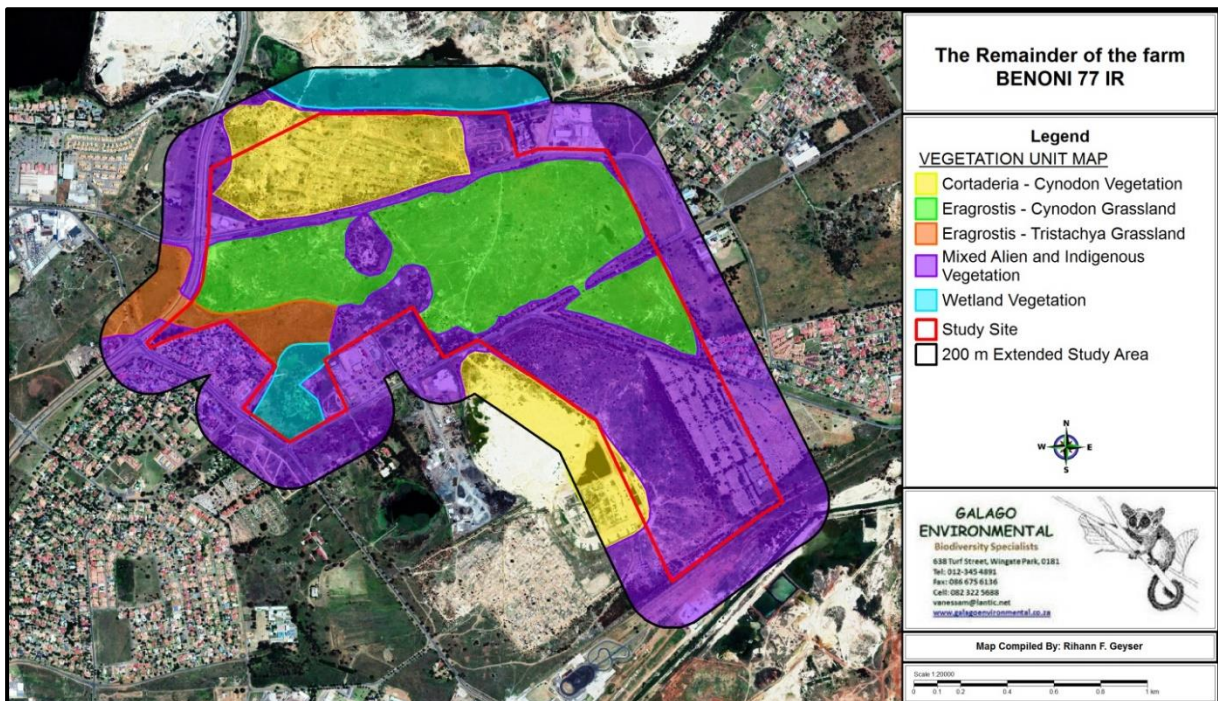 The Remainder of the farm
BENONI 77 IR
Legend
VEGETATION UNIT MAP
Cortaderia - Cynodon Vegetation
Eragrostis - Cynodon Grassland
Eragrostis - Tristachya Grassland
Mixed Alien and Indigenous
Vegetation
Wetland Vegetation
Study Site
200 m Extended Study Area
N
W E
S
GALAGO
ENVIRONMENTAL
Biodiversity Specialists
638 Turf Street, Wingate Park, 0181
Tel: 012-345 4891
Fax: 086 675 6136
Cell: 082 322 5688
vanessam@lantic.net
www.galagoenvironmental.co.za
Map Compiled By: Rihann F. Geyser
Scale 1:20000
0 0.1 0.2 0.4 0.6 0.8 1 km